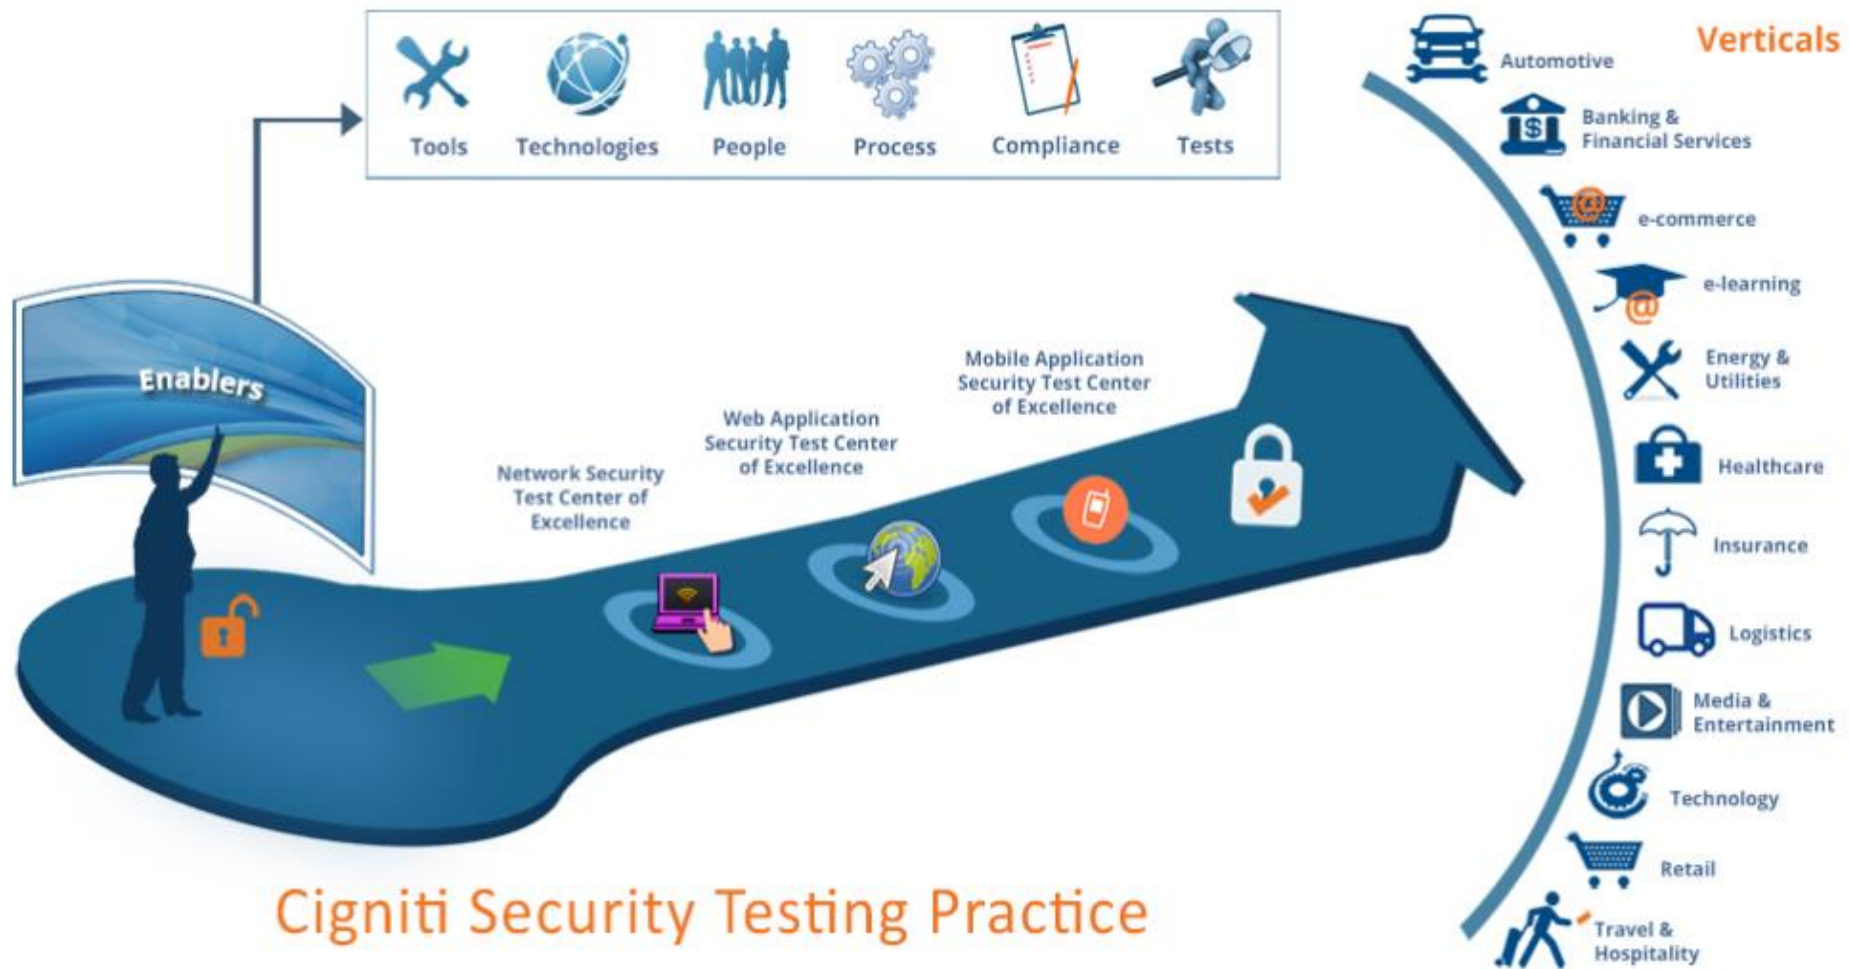 Tools
Technologies
People
Process
Compliance
Tests
Verticals
Automotive
Banking &
Financial Services
e-commerce
e-learning
Energy &
Utilities
Healthcare
Insurance
Logistics
Media &
Entertainment
Technology
Retail
Travel &
Hospitality
Enablers
Network Security
Test Center of
Excellence
Web Application
Security Test Center
of Excellence
Mobile Application
Security Test Center
of Excellence
Cigniti Security Testing Practice